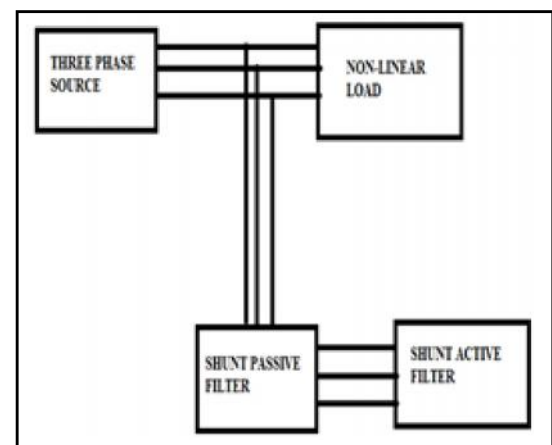 THREE PHASE
SOURCE
NON-LINEAR
LOAD
SHUNT PASSIVE
FILTER
SHUNT ACTIVE
FILTER